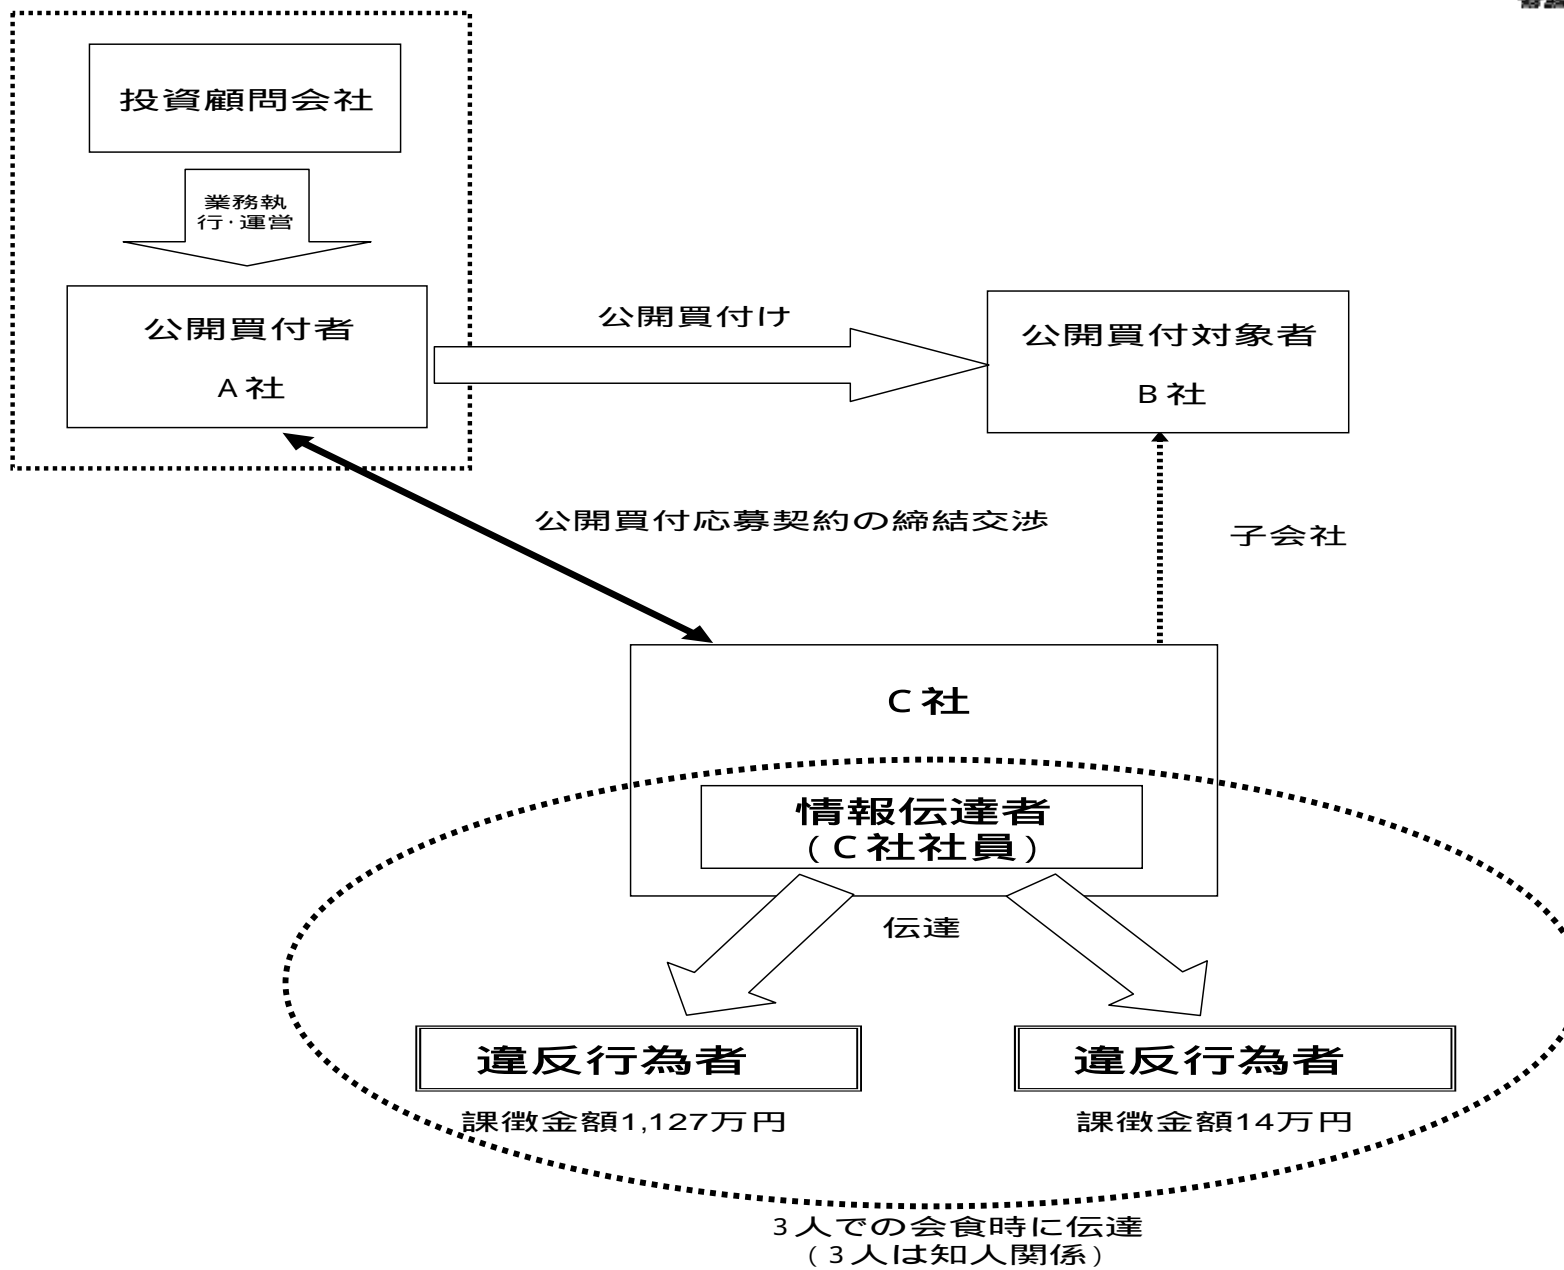 投資顧問会社
業務執
行・運営
公開買付者
A社
公開買付け
公開買付対象者
B社
公開買付応募契約の締結交渉
子会社
C社
情報伝達者
(C社社員)
伝達
違反行為者
違反行為者
課徴金額1,127万円
課徴金額14万円
3人での会食時に伝達
(3人は知人関係)